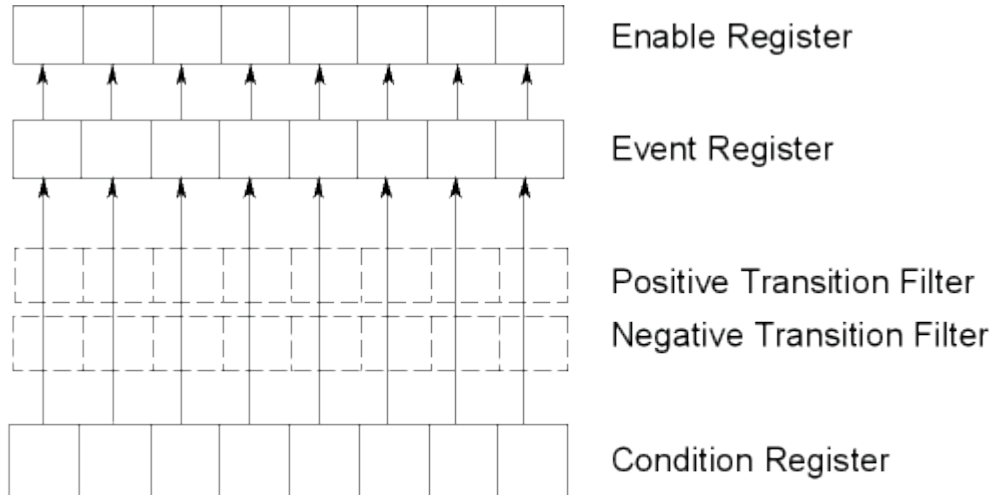 Enable Register
Event Register
Positive Transition Filter
Negative Transition Filter
Condition Register